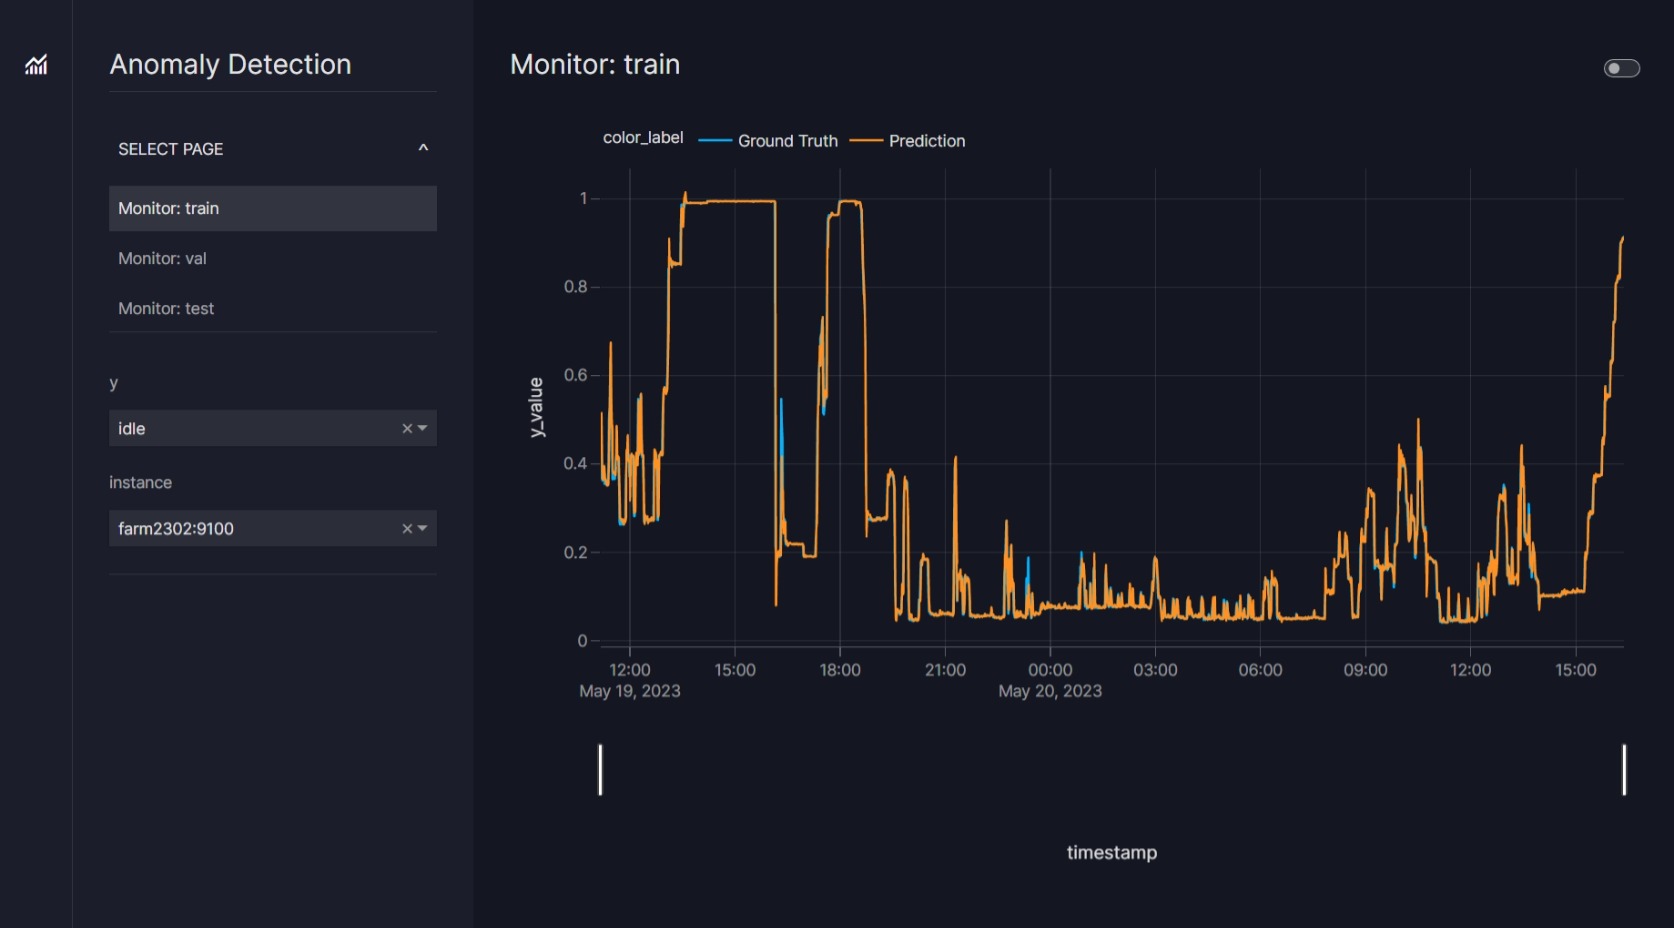 Anomaly Detection
SELECT PAGE
Monitor: train
Monitor: val
Monitor: test
y
idle
instance
farm2302:9100
Monitor: train
color_label Ground Truth Prediction
y_value
1
0.8
0.6
0.4
0.2
0
12:00 15:00 18:00 21:00 00:00 03:00 06:00 09:00 12:00 15:00
May 19, 2023 May 20, 2023
timestamp